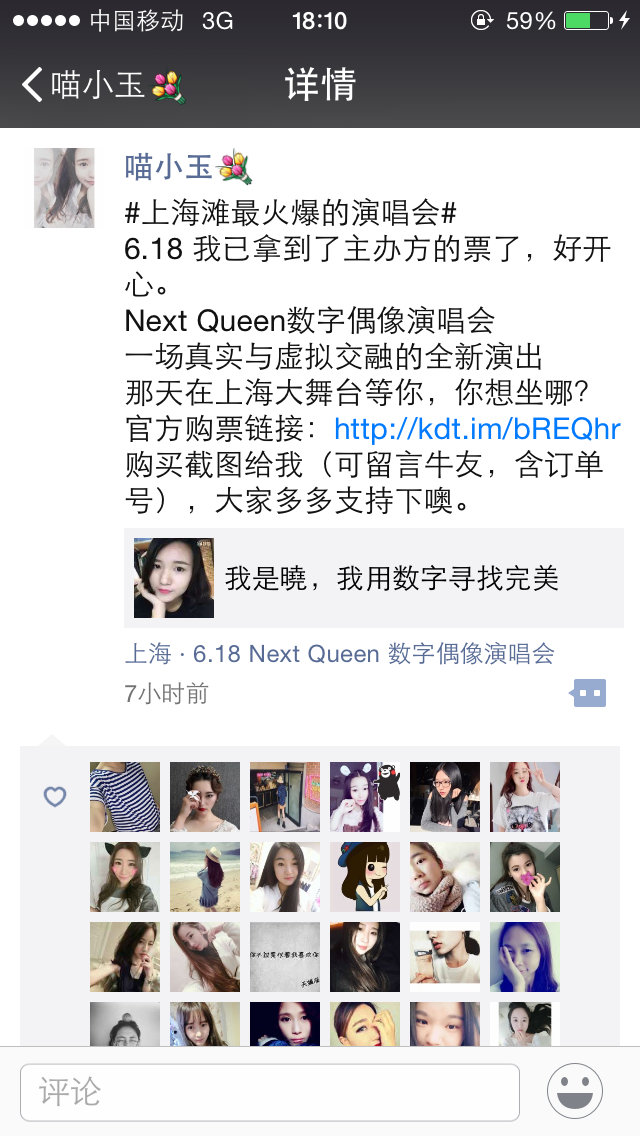 中国移动 3G 18:10 59%
喵小玉 详情
喵小玉
#上海滩最火爆的演唱会#
6.18 我已拿到了主办方的票了，好开
心。
Next Queen数字偶像演唱会
一场真实与虚拟交融的全新演出
那天在上海大舞台等你，你想坐哪？
官方购票链接：http://kdt.im/bREQhr
购买截图给我（可留言牛友，含订单
号），大家多多支持下噢。
我是曉，我用数字寻找完美
上海 · 6.18 Next Queen 数字偶像演唱会
7小时前
评论